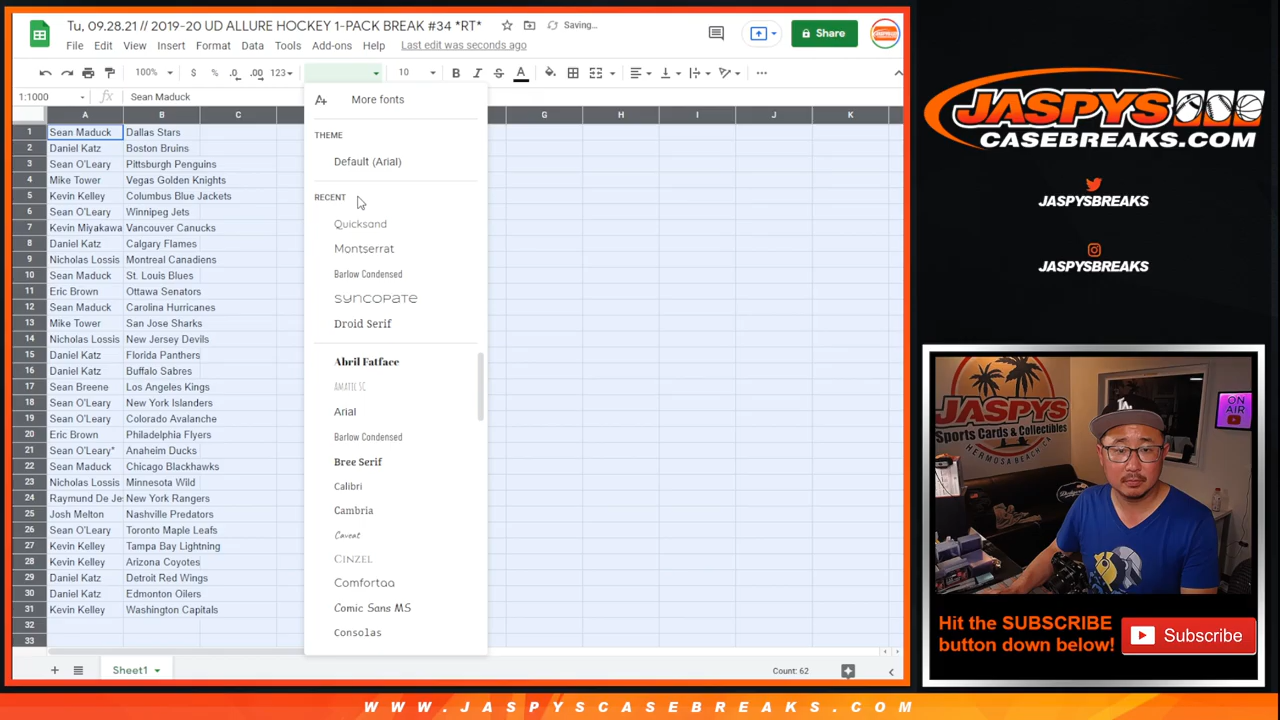 Tu, 09.28.21 // 2019-20 UD ALLURE HOCKEY 1-PACK BREAK #34 *RT*
Saving...
File Edit View Insert Format Data Tools Add-ons Help Last edit was seconds ago
Share
100% $ % .0 .00 123 10 B I S A
1:1000 fx Sean Maduck
A B C G H I J K
1 Sean Maduck Dallas Stars
2 Daniel Katz Boston Bruins
3 Sean O'Leary Pittsburgh Penguins
4 Mike Tower Vegas Golden Knights
5 Kevin Kelley Columbus Blue Jackets
6 Sean O'Leary Winnipeg Jets
7 Kevin Miyakawa Vancouver Canucks
8 Daniel Katz Calgary Flames
9 Nicholas Lossis Montreal Canadiens
10 Sean Maduck St. Louis Blues
11 Eric Brown Ottawa Senators
12 Sean Maduck Carolina Hurricanes
13 Mike Tower San Jose Sharks
14 Nicholas Lossis New Jersey Devils
15 Daniel Katz Florida Panthers
16 Daniel Katz Buffalo Sabres
17 Sean Breene Los Angeles Kings
18 Sean O'Leary New York Islanders
19 Sean O'Leary Colorado Avalanche
20 Eric Brown Philadelphia Flyers
21 Sean O'Leary* Anaheim Ducks
22 Sean Maduck Chicago Blackhawks
23 Nicholas Lossis Minnesota Wild
24 Raymund De Je New York Rangers
25 Josh Melton Nashville Predators
26 Sean O'Leary Toronto Maple Leafs
27 Kevin Kelley Tampa Bay Lightning
28 Kevin Kelley Arizona Coyotes
29 Daniel Katz Detroit Red Wings
30 Daniel Katz Edmonton Oilers
31 Kevin Kelley Washington Capitals
32
33
More fonts
THEME
Default (Arial)
RECENT
Quicksand
Montserrat
Barlow Condensed
Syncopate
Droid Serif
Abril Fatface
AMATIC SC
Arial
Barlow Condensed
Bree Serif
Calibri
Cambria
Caveat
CINZEL
Comfortaa
Comic Sans MS
Consolas
Sheet1
Count: 62
JASPYS
CASEBREAKS.COM
JASPYSBREAKS
JASPYSBREAKS
JASPYS
Sports Cards & Collectibles
HERMOSA BEACH, CA
ON AIR
LA
Hit the SUBSCRIBE
button down below!
Subscribe
WWW.JASPYSCASEBREAKS.COM